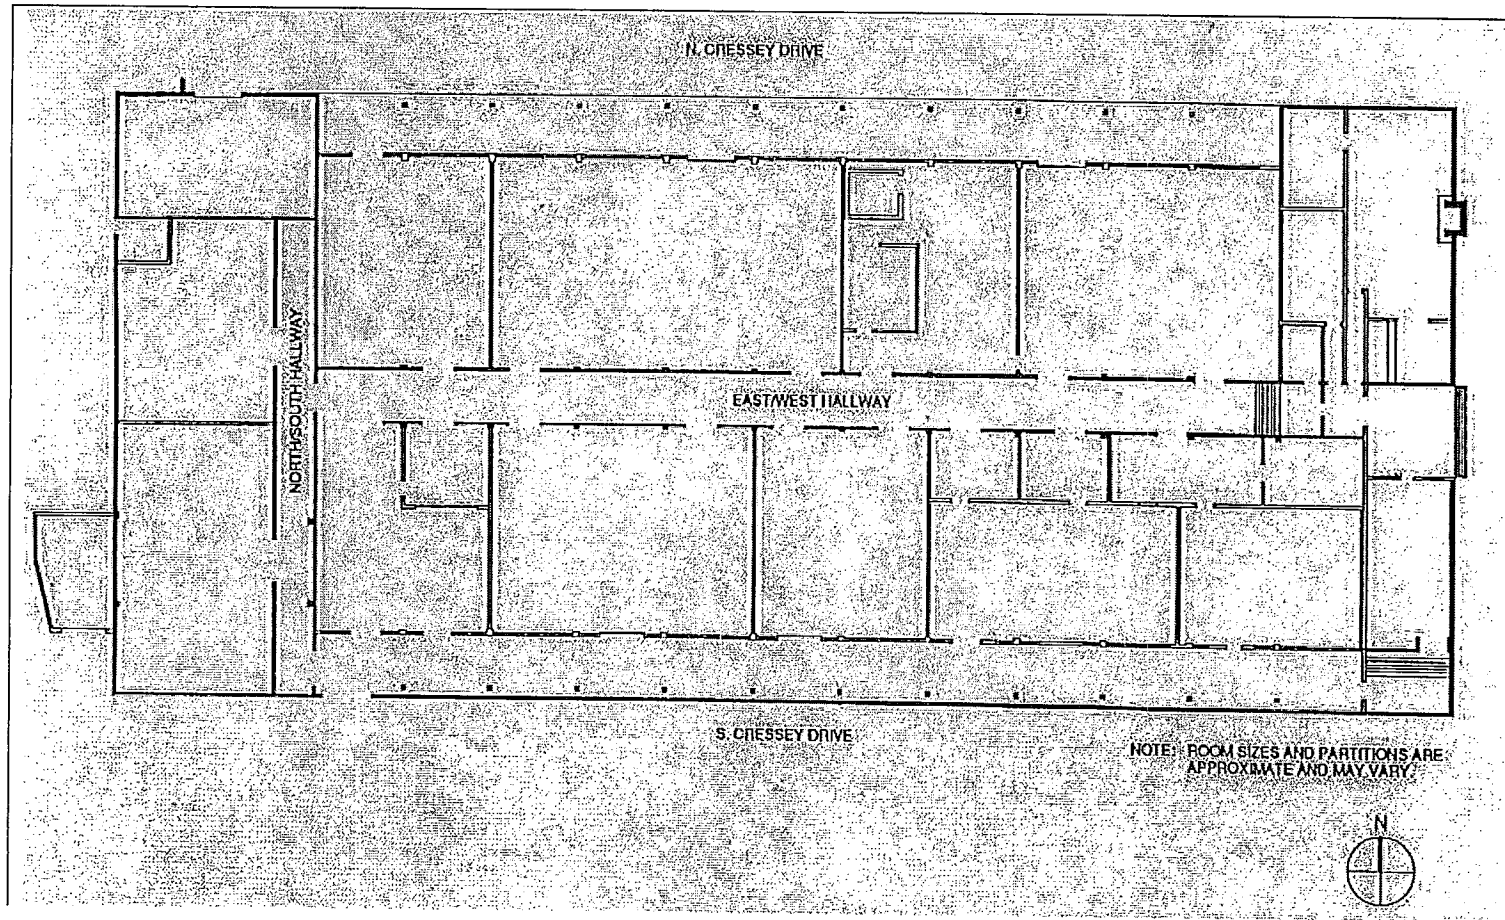 N. CRESSEY DRIVE
NORTH/SOUTH HALLWAY
EAST/WEST HALLWAY
S. CRESSEY DRIVE
NOTE: ROOM SIZES AND PARTITIONS ARE
APPROXIMATE AND MAY VARY.
N